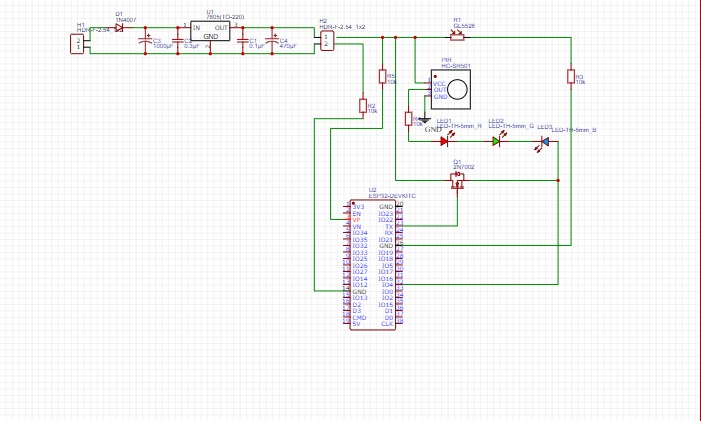 D1
1N4007
U1
7805(TO-220)
H1
HDR-F-2.54
1
2
C3
1000µF
C2
0.3µF
IN
OUT
GND
1
3
C1
0.1µF
C4
470µF
H2
HDR-F-2.54_1x2
1
2
R1
GL5528
R5
10k
R2
10k
R3
10k
PIR
HC-SR501
VCC
OUT
GND
10k
GND
LED1
LED-TH-5mm_R
LED2
LED-TH-5mm_G
LED3
LED-TH-5mm_B
Q1
2N7002
U2
ESP32-DEVKITC
3V3
EN
VP
VN
IO34
IO35
IO32
IO33
IO25
IO26
IO27
IO14
IO12
GND
IO13
D2
D3
CMD
5V
GND
IO23
IO22
TX
RX
IO21
GND
IO19
IO18
IO5
IO17
IO16
IO4
IO0
IO2
IO15
D1
D0
CLK